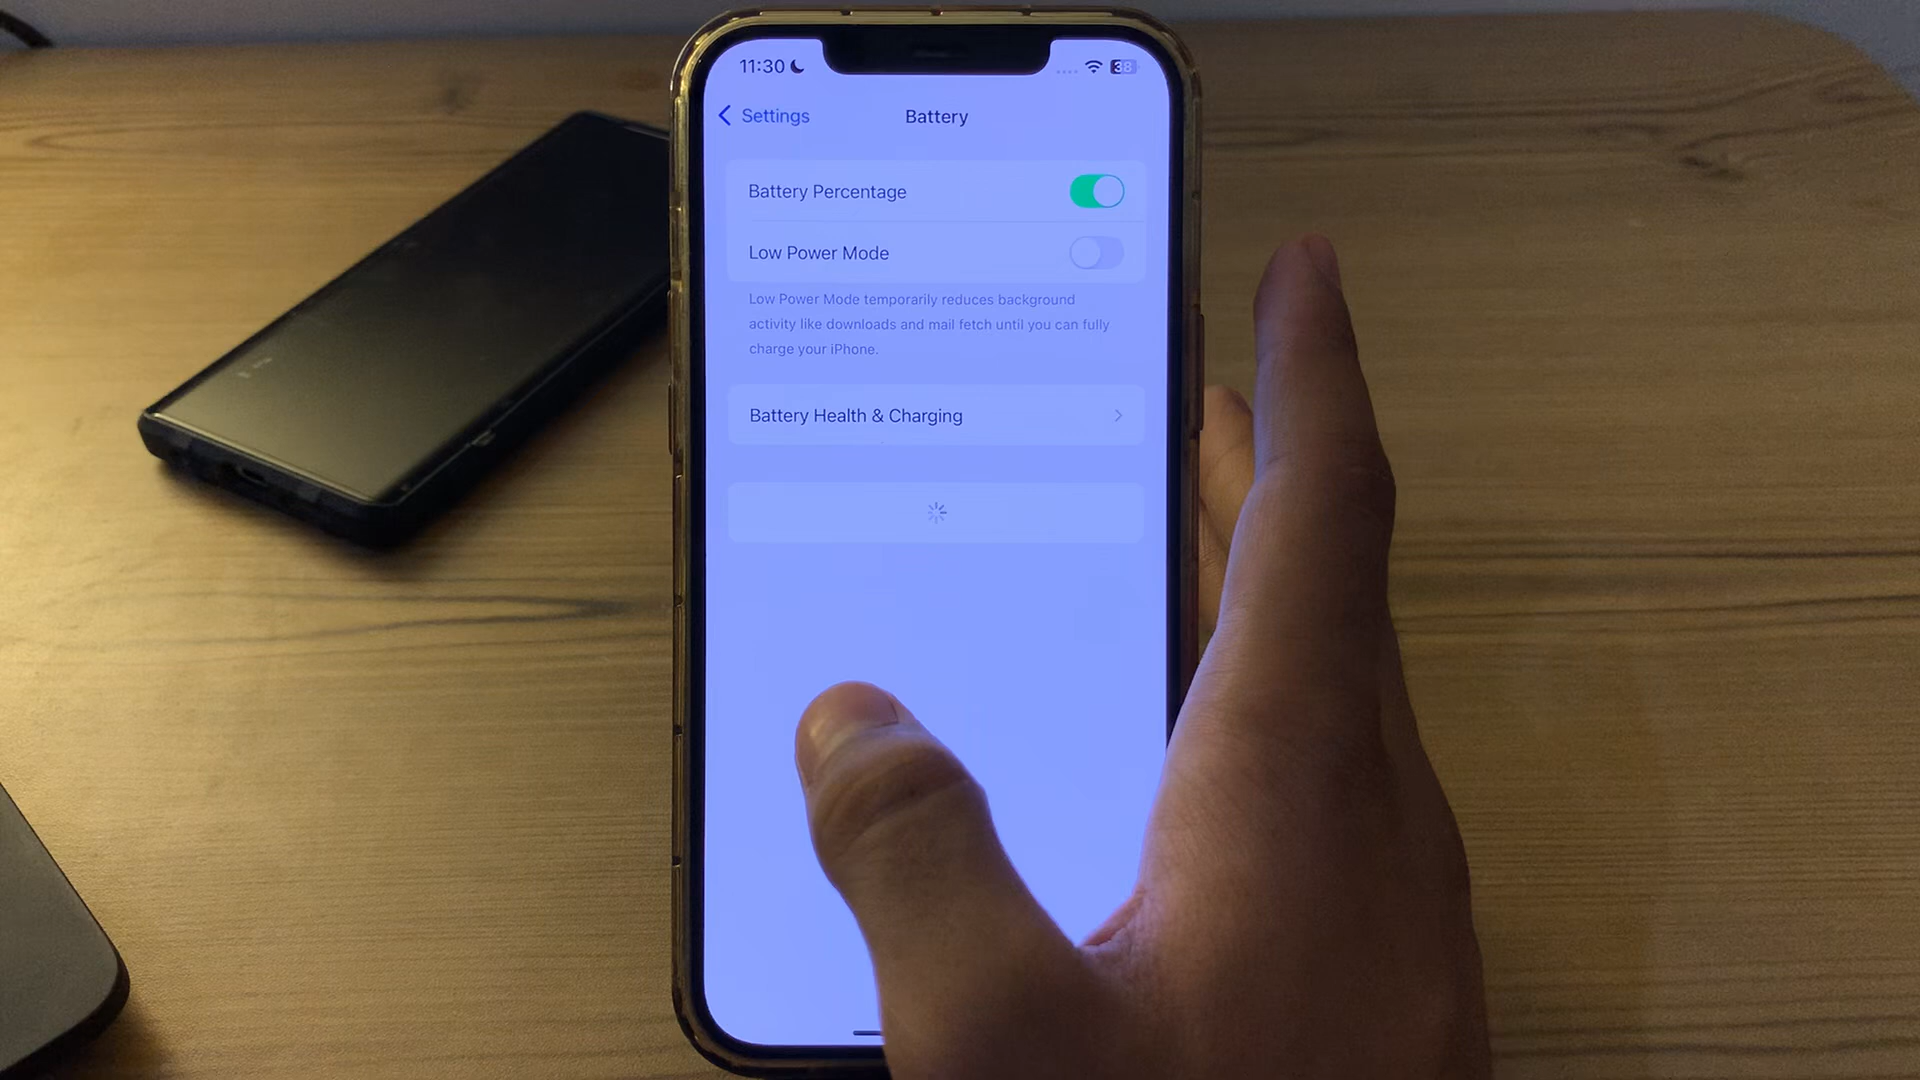 11:30
38
Settings
Battery
Battery Percentage
Low Power Mode
Low Power Mode temporarily reduces background
activity like downloads and mail fetch until you can fully
charge your iPhone.
Battery Health & Charging